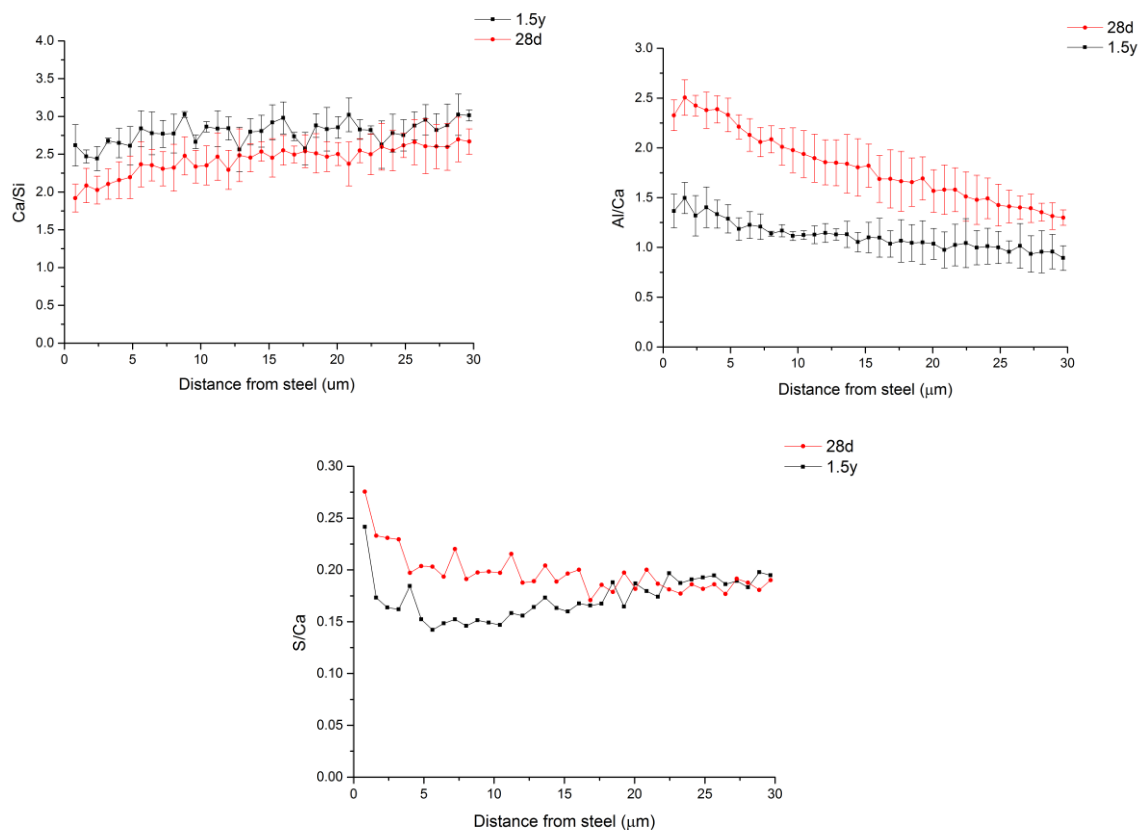 1.5y
28d
4.0
3.5
3.0
2.5
2.0
1.5
1.0
0.5
0.0
Ca/Si
0 5 10 15 20 25 30
Distance from steel (um)
28d
1.5y
3.0
2.5
2.0
1.5
1.0
0.5
0.0
Al/Ca
0 5 10 15 20 25 30
Distance from steel (μm)
28d
1.5y
0.30
0.25
0.20
0.15
0.10
0.05
0.00
S/Ca
0 5 10 15 20 25 30
Distance from steel (μm)